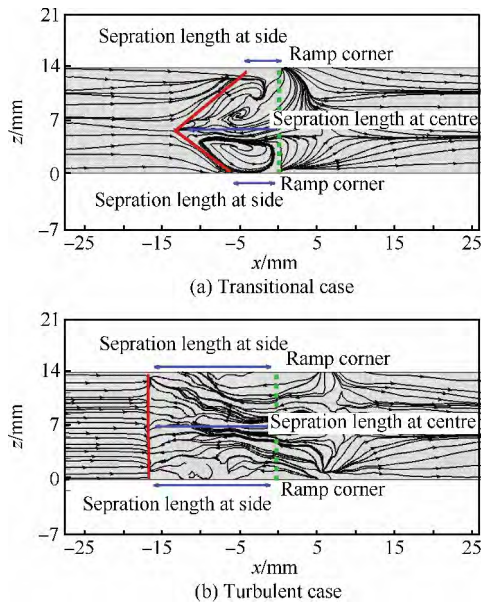 21
Sepration length at side
Ramp corner
14
z/mm
7
Sepration length at centre
0
Ramp corner
Sepration length at side
−7
−25
−15
−5
5
15
25
x/mm
(a) Transitional case
21
Sepration length at side
Ramp corner
14
z/mm
7
Sepration length at centre
0
Ramp corner
Sepration length at side
−7
−25
−15
−5
5
15
25
x/mm
(b) Turbulent case